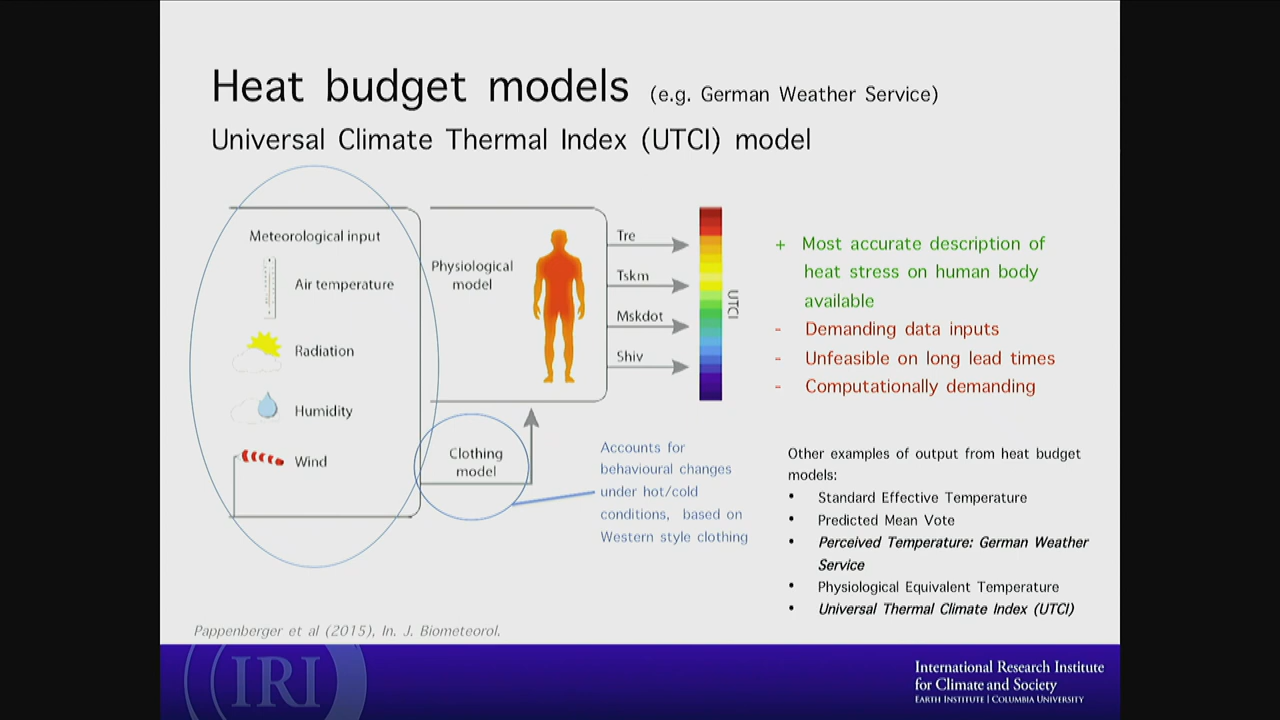 Heat budget models (e.g. German Weather Service)
Universal Climate Thermal Index (UTCI) model
Meteorological input
Air temperature
Radiation
Humidity
Wind
Physiological
model
Clothing
model
Tre
Tskm
Mskdot
Shiv
UTCI
Accounts for
behavioural changes
under hot/cold
conditions, based on
Western style clothing
+ Most accurate description of
heat stress on human body
available
- Demanding data inputs
- Unfeasible on long lead times
- Computationally demanding
Other examples of output from heat budget
models:
• Standard Effective Temperature
• Predicted Mean Vote
• Perceived Temperature: German Weather
Service
• Physiological Equivalent Temperature
• Universal Thermal Climate Index (UTCI)
Pappenberger et al (2015), In. J. Biometeorol.
IRI
International Research Institute
for Climate and Society
EARTH INSTITUTE | COLUMBIA UNIVERSITY